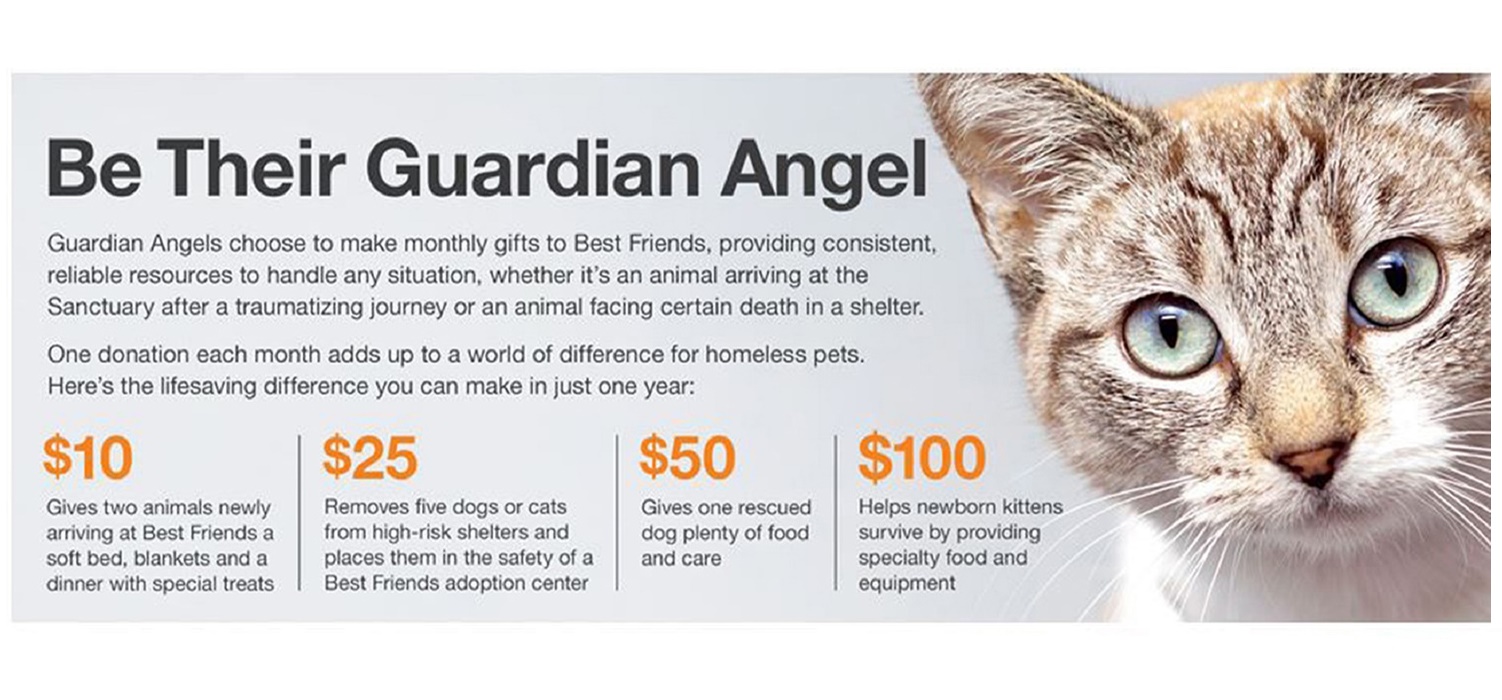 Be Their Guardian Angel
Guardian Angels choose to make monthly gifts to Best Friends, providing consistent,
reliable resources to handle any situation, whether it's an animal arriving at the
Sanctuary after a traumatizing journey or an animal facing certain death in a shelter.
One donation each month adds up to a world of difference for homeless pets.
Here's the lifesaving difference you can make in just one year:
$10
Gives two animals newly
arriving at Best Friends a
soft bed, blankets and a
dinner with special treats
$25
Removes five dogs or cats
from high-risk shelters and
places them in the safety of a
Best Friends adoption center
$50
Gives one rescued
dog plenty of food
and care
$100
Helps newborn kittens
survive by providing
specialty food and
equipment